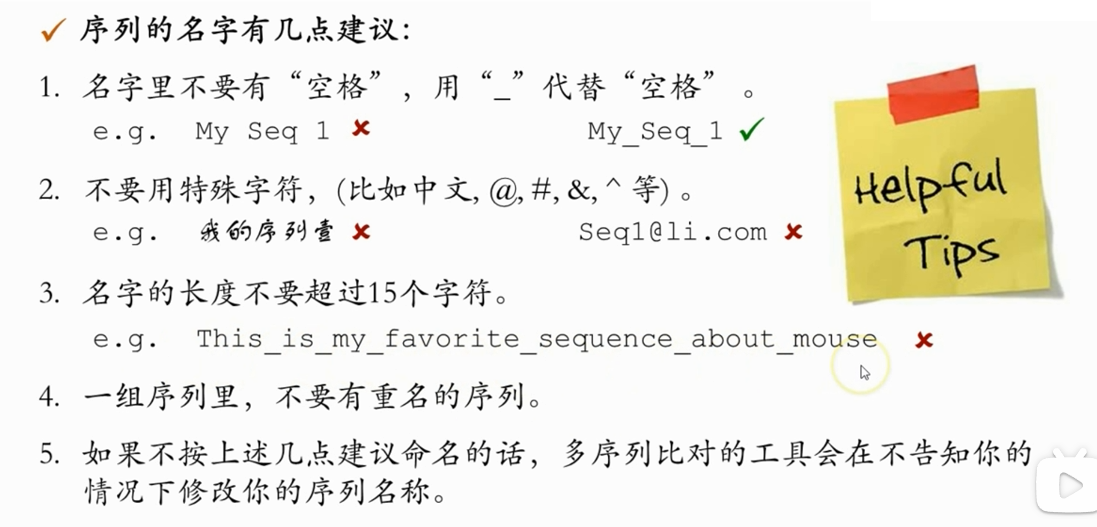 ✓ 序列的名字有几点建议：
1. 名字里不要有“空格”，用“_”代替“空格”。
e.g. My Seq 1 ✘ My_Seq_1 ✓
2. 不要用特殊字符，(比如中文, @, #, &, ^ 等) 。
e.g. 我的序列壹 ✘ Seq1@li.com ✘
3. 名字的长度不要超过15个字符。
e.g. This_is_my_favorite_sequence_about_mouse ✘
4. 一组序列里，不要有重名的序列。
5. 如果不按上述几点建议命名的话，多序列比对的工具会在不告知你的
情况下修改你的序列名称。
Helpful
Tips